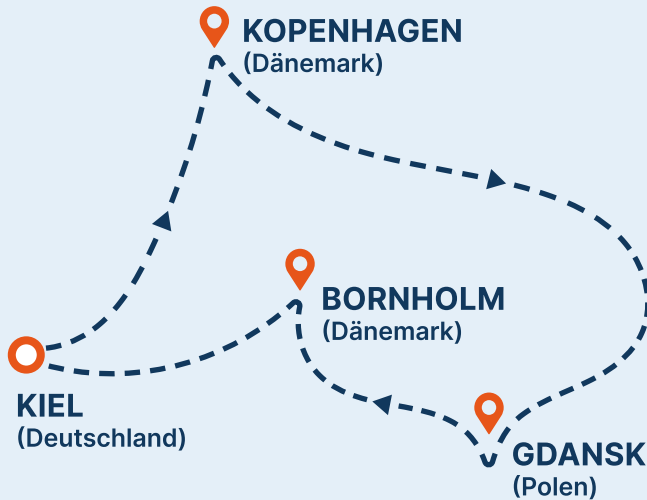 KOPENHAGEN
(Dänemark)
BORNHOLM
(Dänemark)
KIEL
(Deutschland)
GDANSK
(Polen)